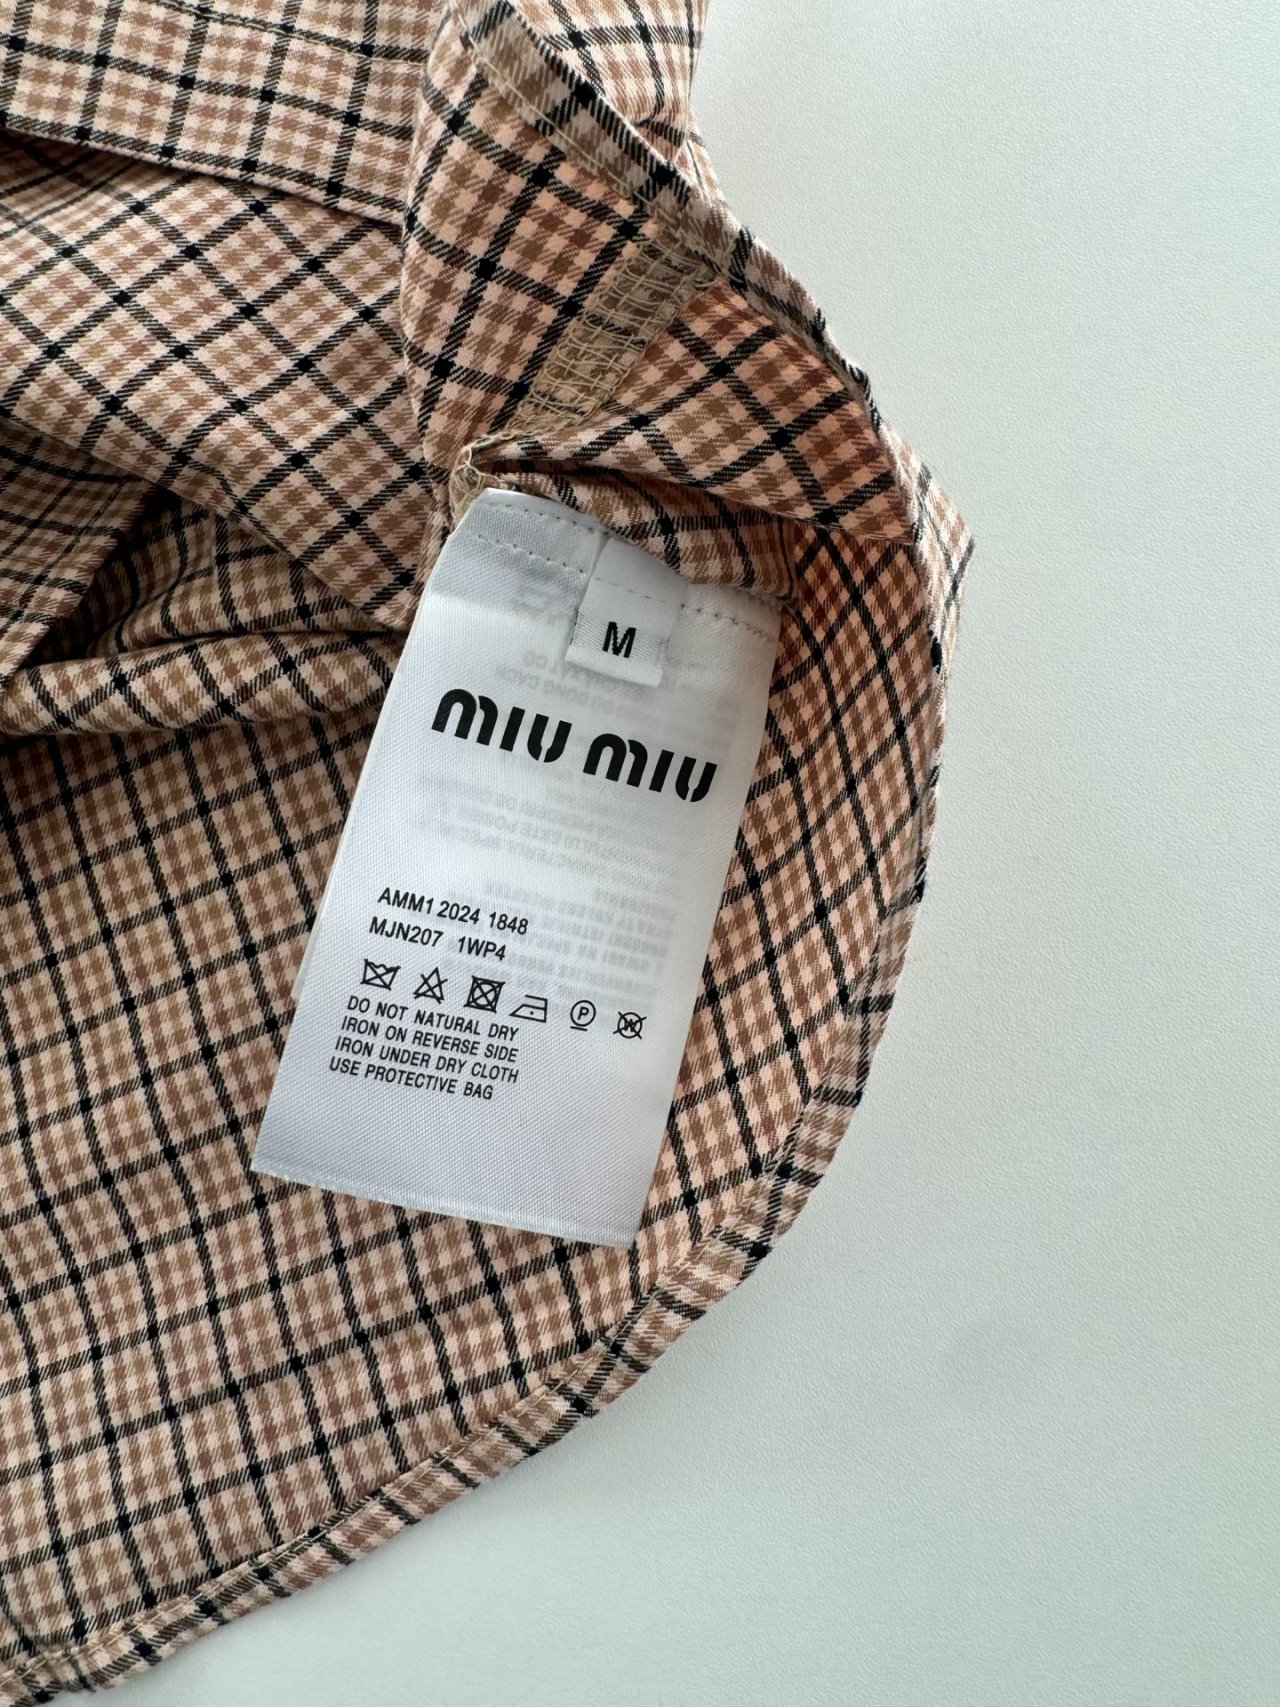 M
MIU MIU
AMM1 2024 1848
MJN207 1WP4
P W
DO NOT NATURAL DRY
IRON ON REVERSE SIDE
IRON UNDER DRY CLOTH
USE PROTECTIVE BAG